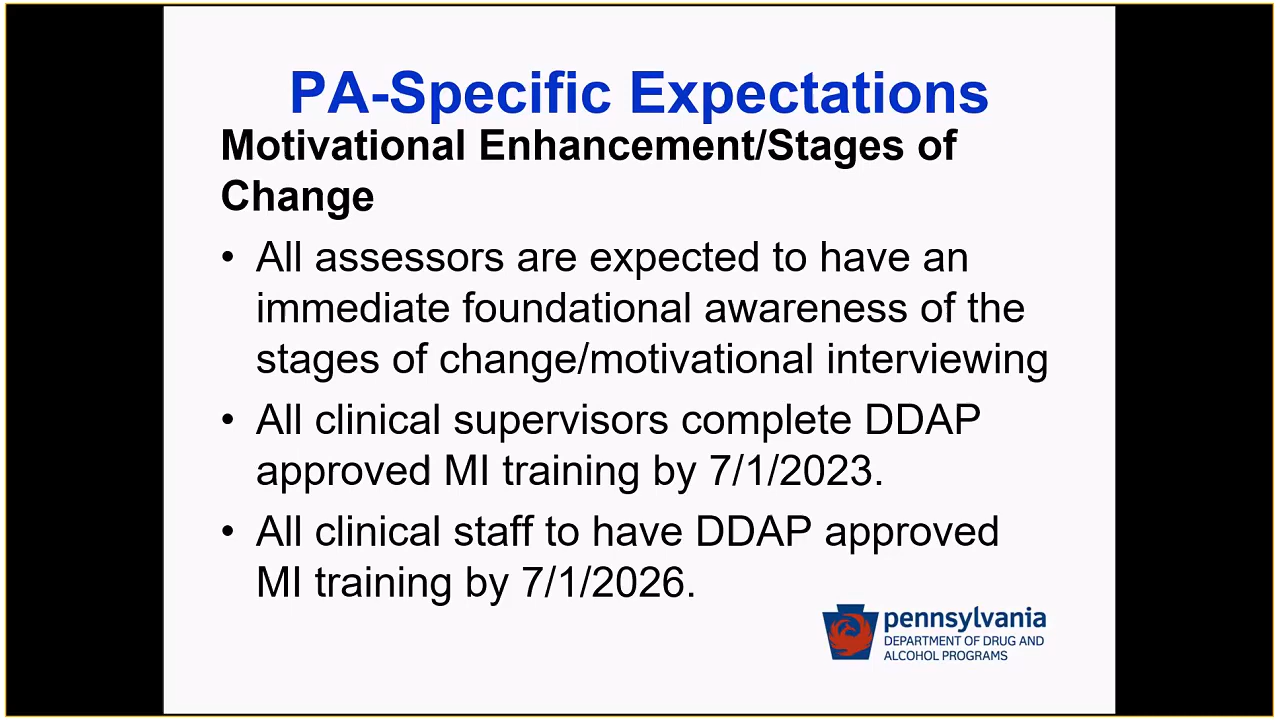 PA-Specific Expectations
Motivational Enhancement/Stages of
Change
• All assessors are expected to have an
immediate foundational awareness of the
stages of change/motivational interviewing
• All clinical supervisors complete DDAP
approved MI training by 7/1/2023.
• All clinical staff to have DDAP approved
MI training by 7/1/2026.
pennsylvania
DEPARTMENT OF DRUG AND
ALCOHOL PROGRAMS